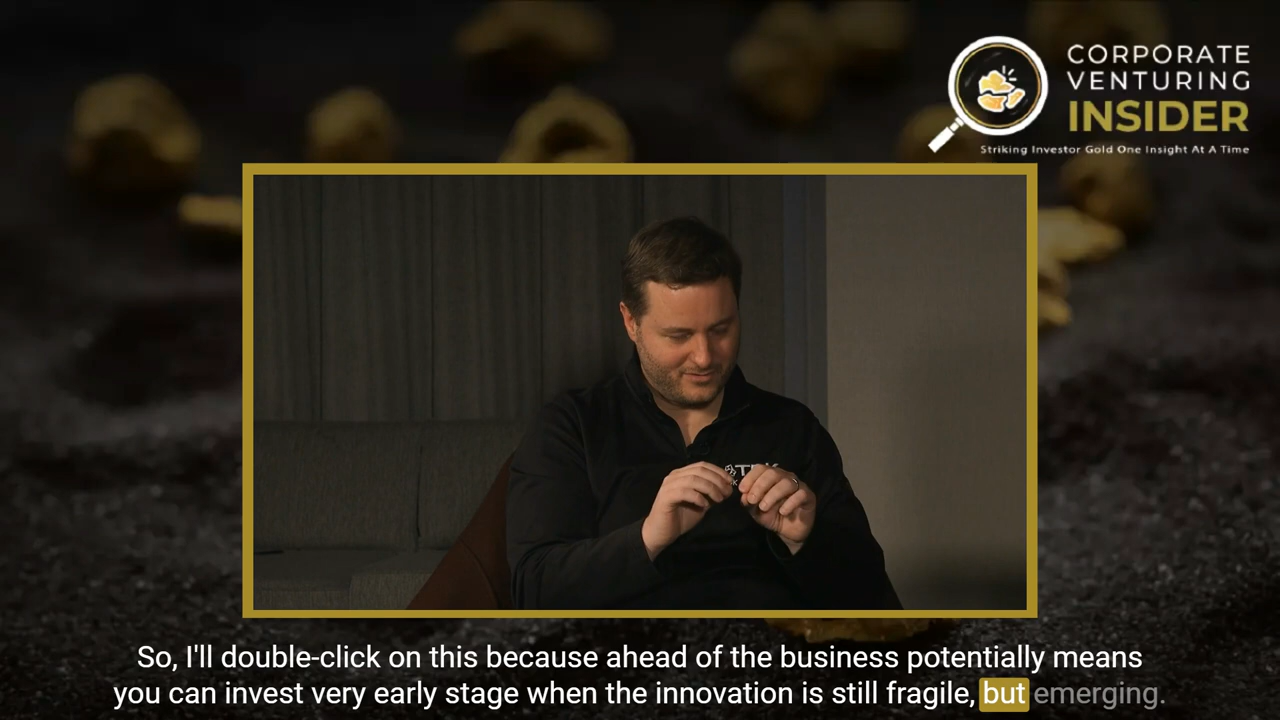 CORPORATE
VENTURING
INSIDER
Striking Investor Gold One Insight At A Time
So, I'll double-click on this because ahead of the business potentially means
you can invest very early stage when the innovation is still fragile, but emerging.